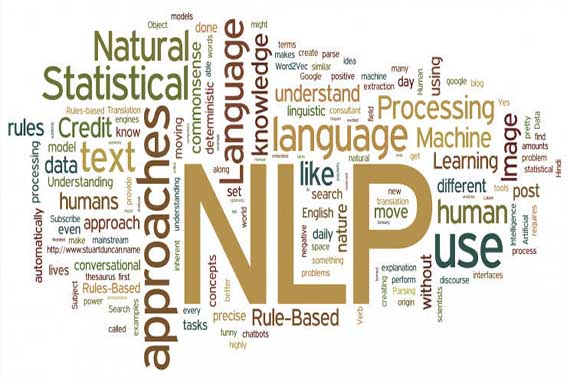 models
Object
might
done
terms
Natural
Language
words
able
makes
create
parse
Word2Vec
similar
idea
Google
positive
machine
many
Human
using
Statistical
commonsense
deterministic
knowledge
understand
extraction
day
google
blog
Rules-based
Translation
linguistic
consultant
field
Processing
Yes
rules
Credit
engines
know
moving
language
Machine
Image
pretty
Data
find
amounts
model
data
text
approaches
along
natural
get
Learning
problem
statistical
Hindi
processing
Understanding
provide
set
like
search
new
translation
different
tools
post
humans
NLP
English
move
human
Intelligence
Artificial
requires
automatically
Subscribe
even
approach
understanding
world
negative
daily
space
nature
use
process
make
mainstream
http://www.stuartduncan.name
inherent
something
problems
without
lives
conversational
thesaurus
first
concepts
creating
explanation
perform
discourse
interfaces
Subject
Rules-Based
power
better
Parsing
origin
scientists
Search
examples
every
precise
Rule-Based
Verb
called
tasks
funny
chatbots
highly